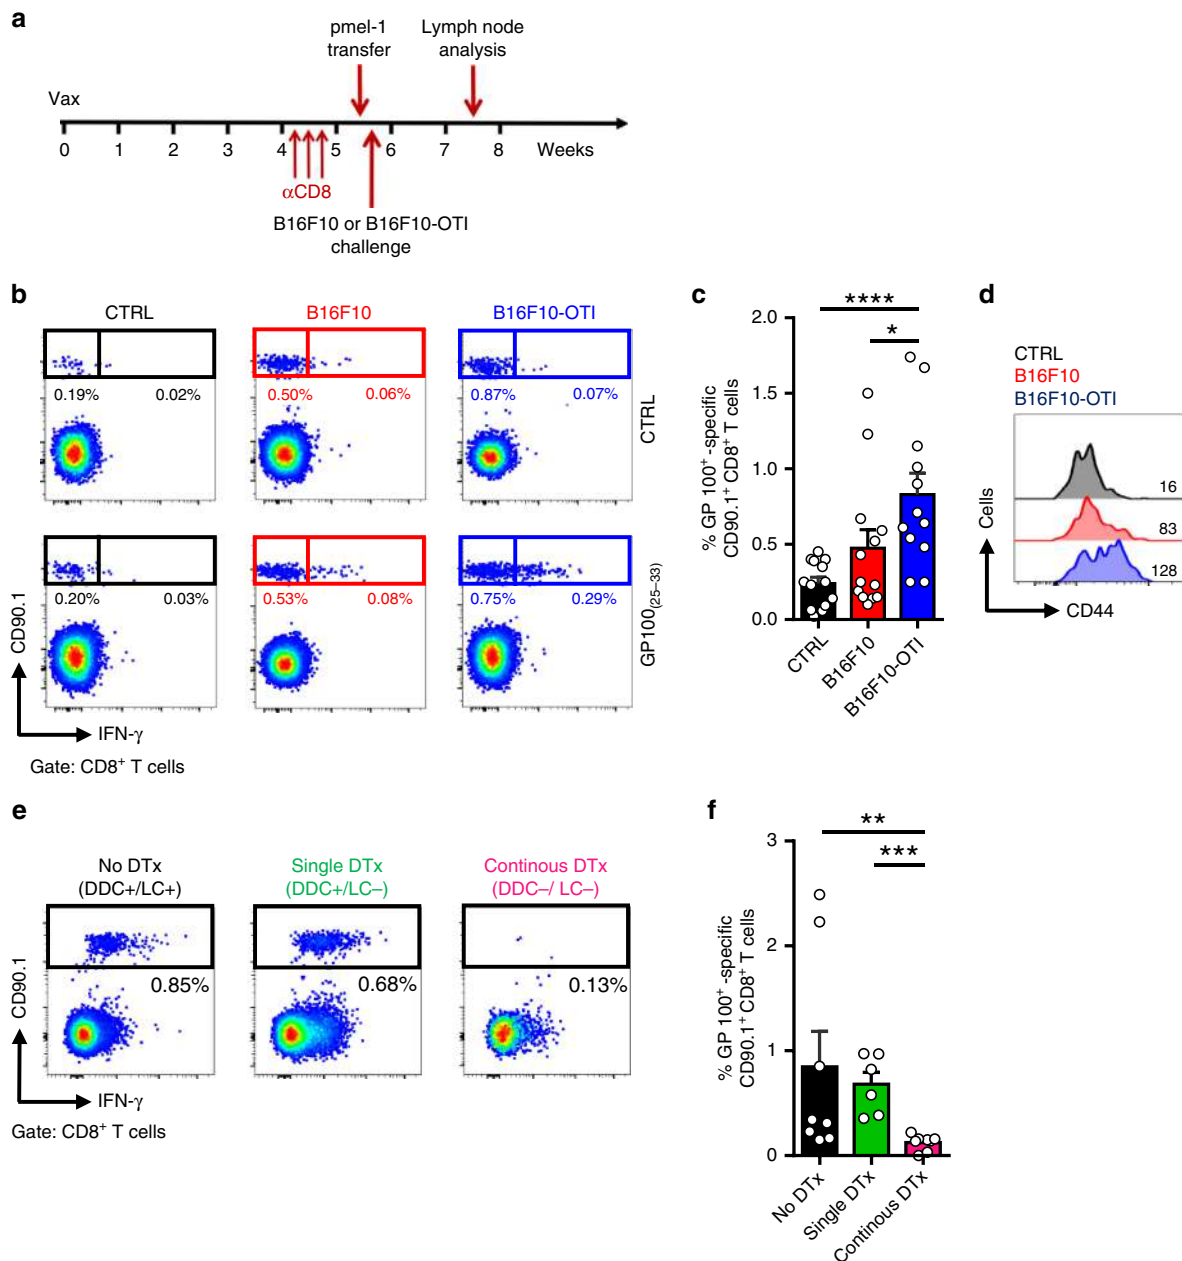 a
pmel-1
transfer
Lymph node
analysis
Vax
0 1 2 3 4 5 6 7 8 Weeks
αCD8
B16F10 or B16F10-OTI
challenge
b
CTRL B16F10 B16F10-OTI
0.19% 0.02% 0.50% 0.06% 0.87% 0.07%
CTRL
0.20% 0.03% 0.53% 0.08% 0.75% 0.29%
GP100(25–33)
CD90.1
IFN-γ
Gate: CD8+ T cells
c
% GP 100+ -specific
CD90.1+ CD8+ T cells
2.0
1.5
1.0
0.5
0.0
****
*
CTRL
B16F10
B16F10-OTI
d
CTRL
B16F10
B16F10-OTI
16
83
128
Cells
CD44
e
No DTx
(DDC+/LC+)
Single DTx
(DDC+/LC–)
Continous DTx
(DDC–/ LC–)
0.85% 0.68% 0.13%
CD90.1
IFN-γ
Gate: CD8+ T cells
f
% GP 100+ -specific
CD90.1+ CD8+ T cells
3
2
1
0
**
***
No DTx
Single DTx
Continous DTx